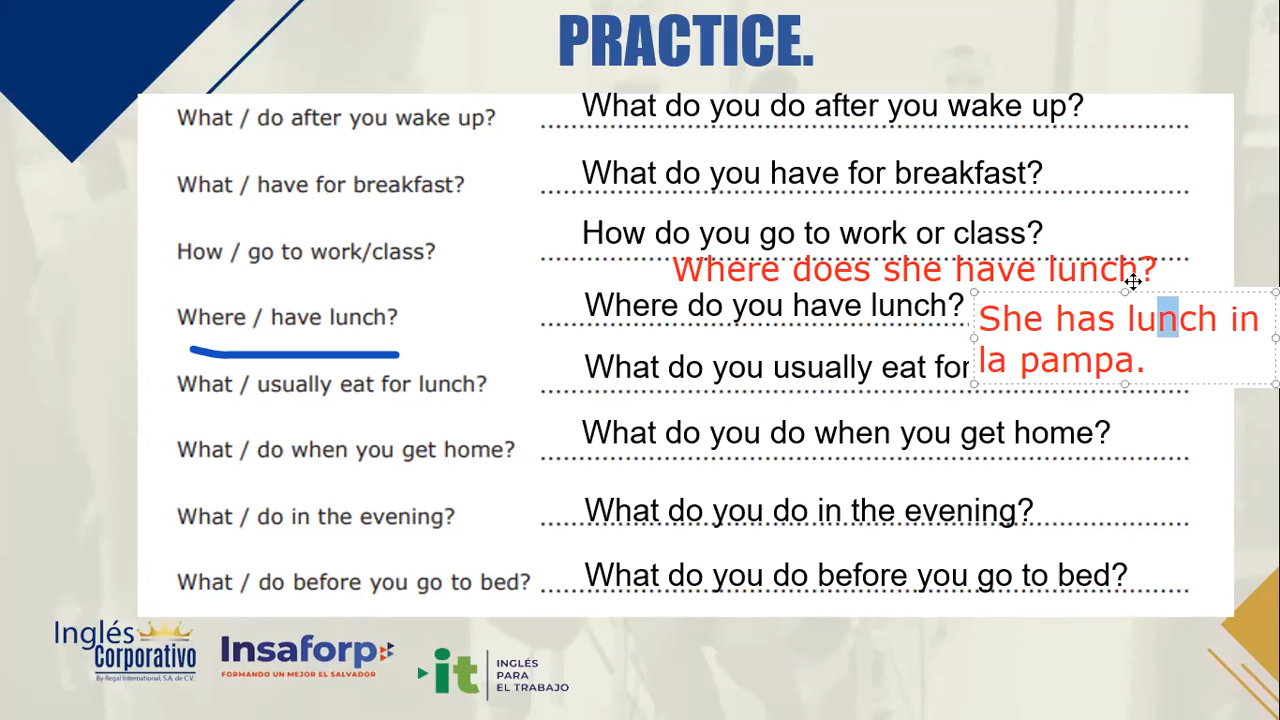 PRACTICE.
What / do after you wake up?
What do you do after you wake up?
What / have for breakfast?
What do you have for breakfast?
How / go to work/class?
How do you go to work or class?
Where does she have lunch?
Where / have lunch?
Where do you have lunch?
She has lunch in
la pampa.
What / usually eat for lunch?
What do you usually eat for
What / do when you get home?
What do you do when you get home?
What / do in the evening?
What do you do in the evening?
What / do before you go to bed?
What do you do before you go to bed?
Inglés
Corporativo
By Regal International, S.A. de C.V.
Insaforp
FORMANDO UN MEJOR EL SALVADOR
it
INGLÉS
PARA
EL TRABAJO